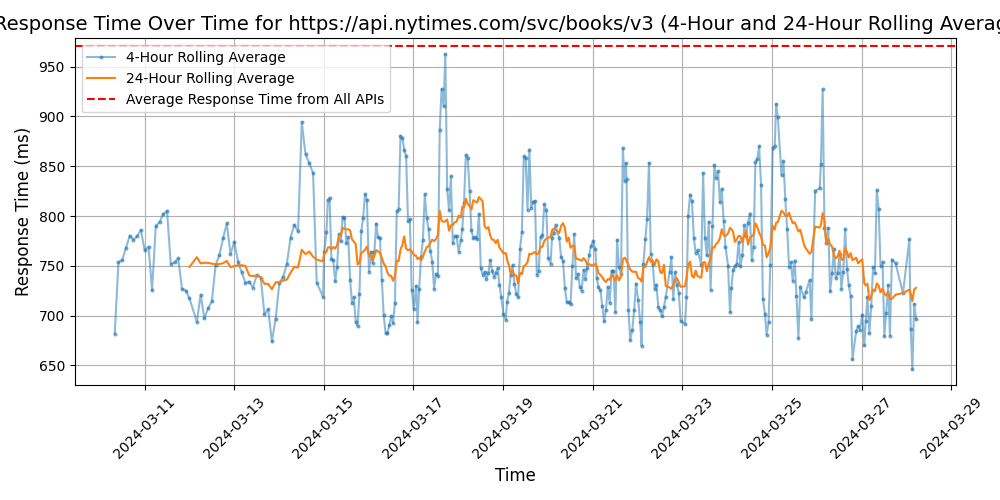 Response Time Over Time for https://api.nytimes.com/svc/books/v3 (4-Hour and 24-Hour Rolling Averag
4-Hour Rolling Average
24-Hour Rolling Average
Average Response Time from All APIs
Response Time (ms)
950
900
850
800
750
700
650
2024-03-11
2024-03-13
2024-03-15
2024-03-17
2024-03-19
2024-03-21
2024-03-23
2024-03-25
2024-03-27
2024-03-29
Time